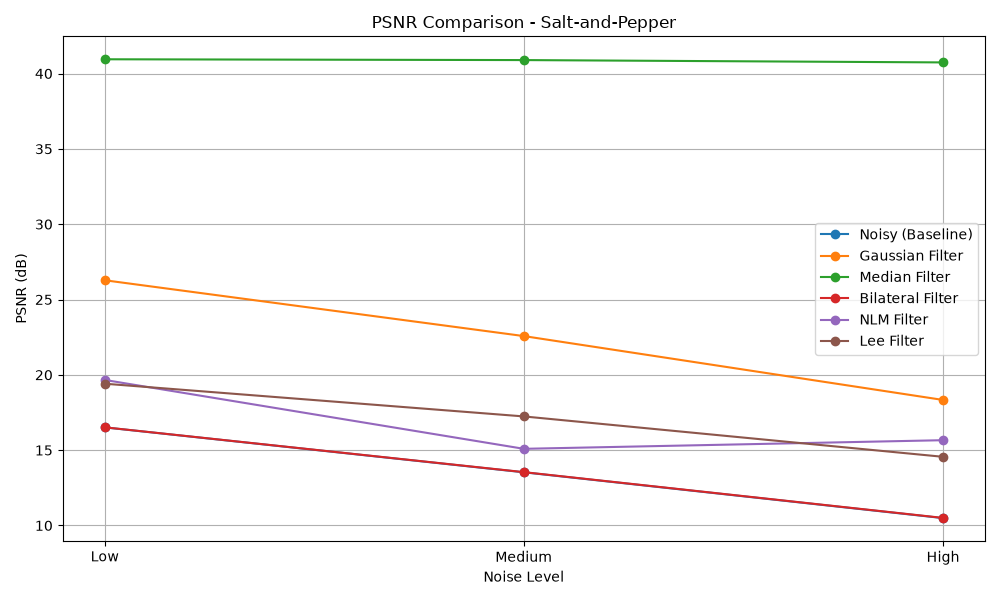 PSNR Comparison - Salt-and-Pepper
PSNR (dB)
40
35
30
25
20
15
10
Noisy (Baseline)
Gaussian Filter
Median Filter
Bilateral Filter
NLM Filter
Lee Filter
Low
Medium
High
Noise Level